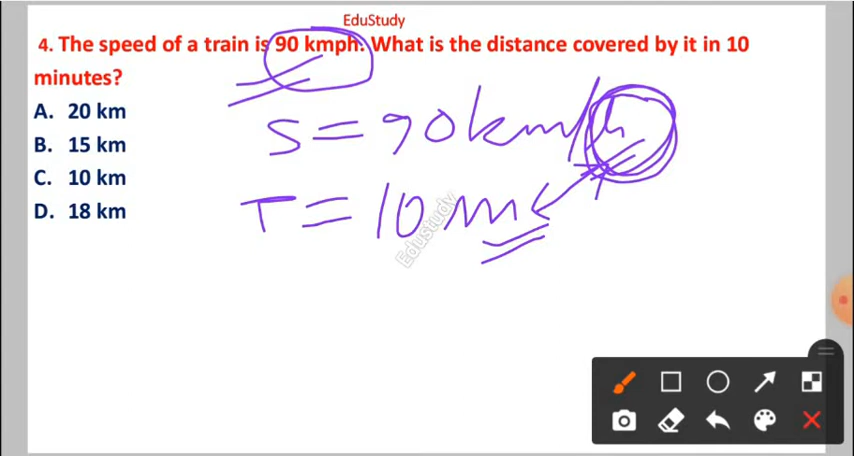 EduStudy
4. The speed of a train is 90 kmph. What is the distance covered by it in 10
minutes?
A. 20 km
B. 15 km
C. 10 km
D. 18 km
S = 90 km/h
T = 10 m
Edustudy